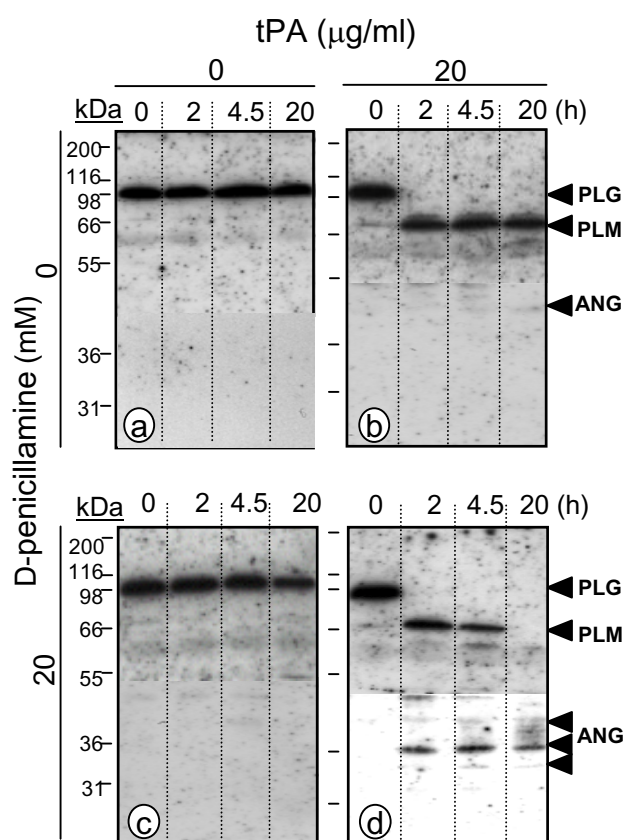 tPA (μg/ml)
0 20
kDa 0 2 4.5 20 0 2 4.5 20 (h)
200
116
98
66
55
36
31
PLG
PLM
ANG
a b
D-penicillamine (mM)
0
20
kDa 0 2 4.5 20 0 2 4.5 20 (h)
200
116
98
66
55
36
31
PLG
PLM
ANG
c d